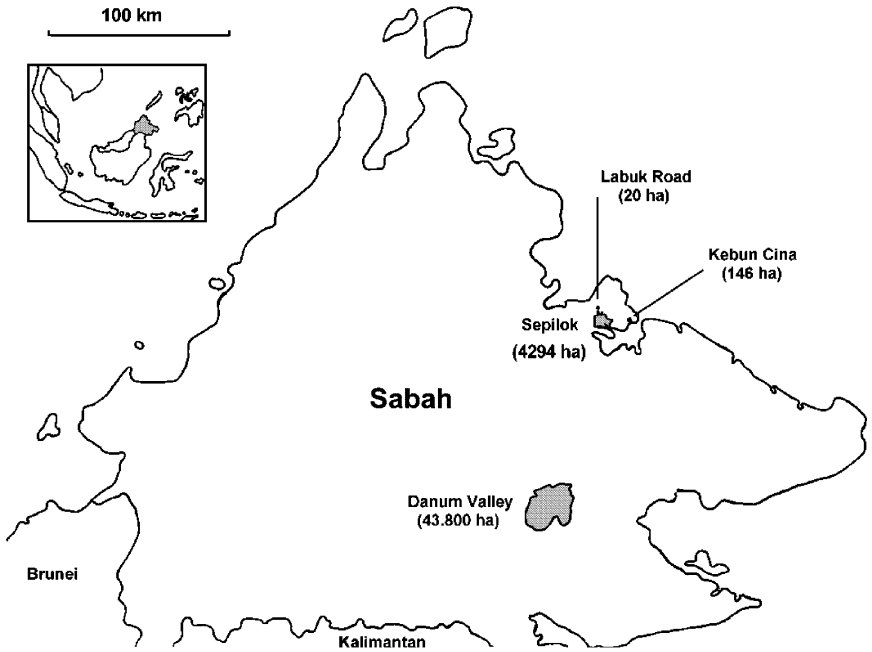 100 km
Labuk Road
(20 ha)
Kebun Cina
(146 ha)
Sepilok
(4294 ha)
Sabah
Danum Valley
(43.800 ha)
Brunei
Kalimantan